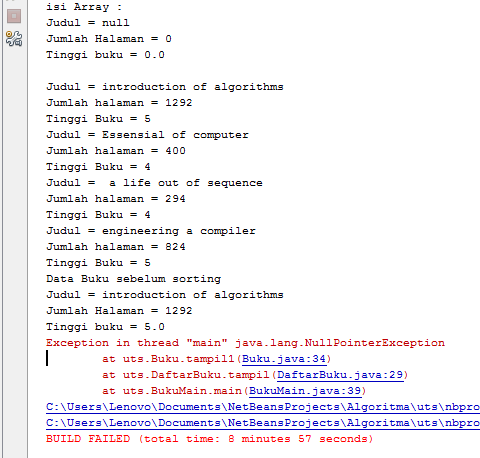 isi Array :
Judul = null
Jumlah Halaman = 0
Tinggi buku = 0.0
Judul = introduction of algorithms
Jumlah halaman = 1292
Tinggi Buku = 5
Judul = Essensial of computer
Jumlah halaman = 400
Tinggi Buku = 4
Judul =  a life out of sequence
Jumlah halaman = 294
Tinggi Buku = 4
Judul = engineering a compiler
Jumlah halaman = 824
Tinggi Buku = 5
Data Buku sebelum sorting
Judul = introduction of algorithms
Jumlah Halaman = 1292
Tinggi buku = 5.0
Exception in thread "main" java.lang.NullPointerException
at uts.Buku.tampil1(Buku.java:34)
at uts.DaftarBuku.tampil(DaftarBuku.java:29)
at uts.BukuMain.main(BukuMain.java:39)
C:\Users\Lenovo\Documents\NetBeansProjects\Algoritma\uts\nbpro
C:\Users\Lenovo\Documents\NetBeansProjects\Algoritma\uts\nbpro
BUILD FAILED (total time: 8 minutes 57 seconds)